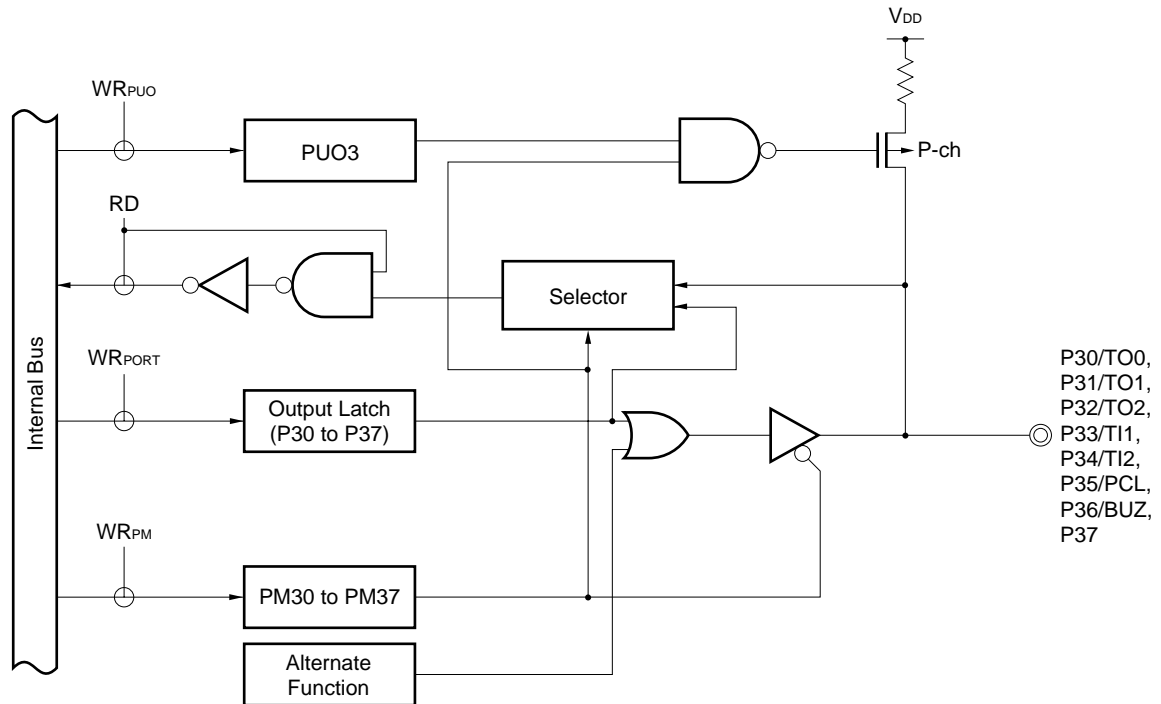 VDD
WRPUO
PUO3
P-ch
RD
Selector
Internal Bus
WRPORT
Output Latch
(P30 to P37)
P30/TO0,
P31/TO1,
P32/TO2,
P33/TI1,
P34/TI2,
P35/PCL,
P36/BUZ,
P37
WRPM
PM30 to PM37
Alternate
Function